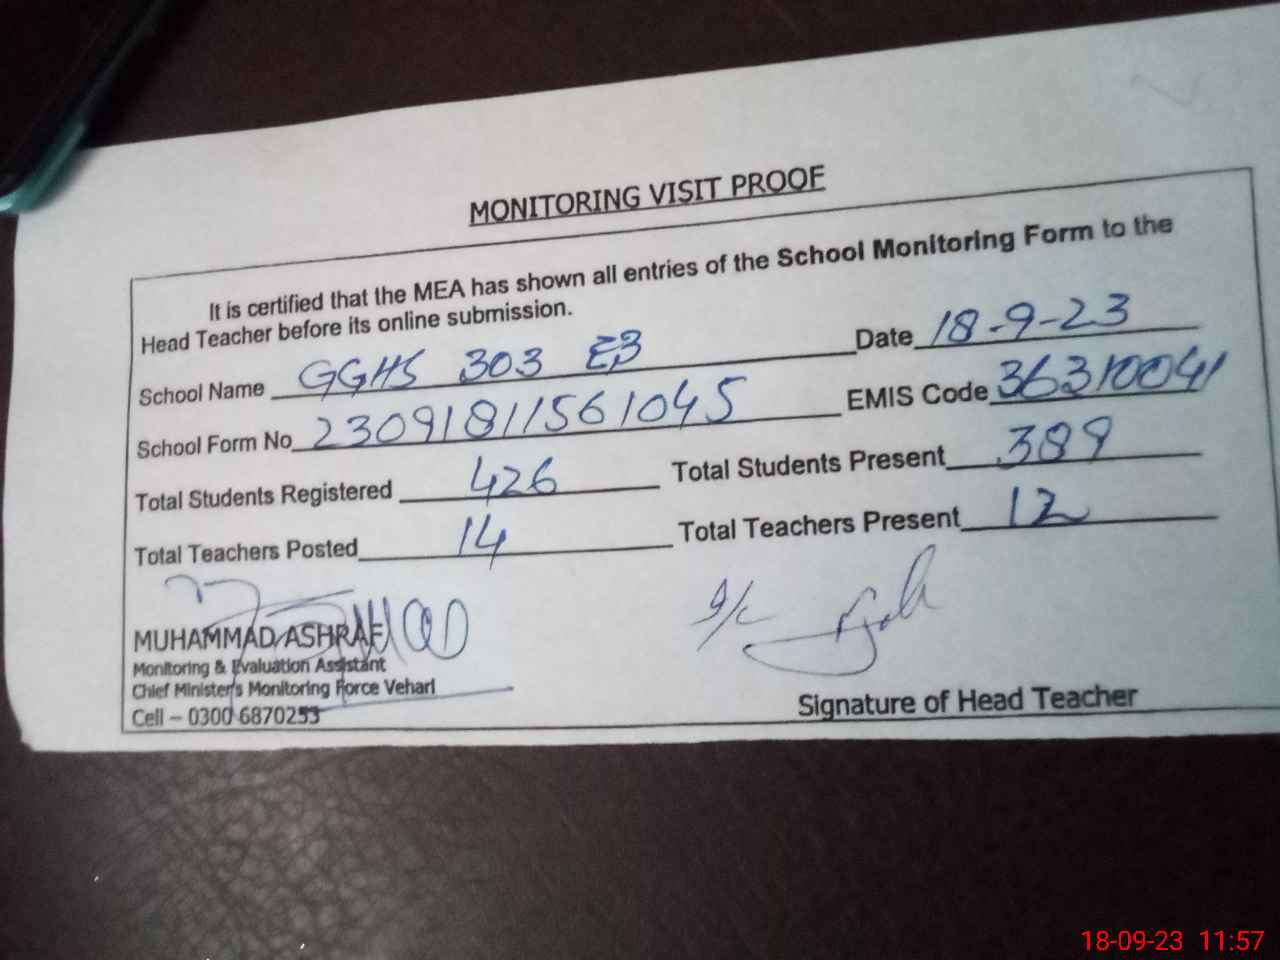 MONITORING VISIT PROOF
It is certified that the MEA has shown all entries of the School Monitoring Form to the
Head Teacher before its online submission.
School Name GGHS 303 EB Date 18-9-23
School Form No 23091811561045 EMIS Code 36310041
Total Students Registered 426 Total Students Present 389
Total Teachers Posted 14 Total Teachers Present 12
MUHAMMAD ASHRAF
Monitoring & Evaluation Assistant
Chief Minister's Monitoring Force Vehari
Cell – 0300 6870253
I/C
Signature of Head Teacher
18-09-23 11:57